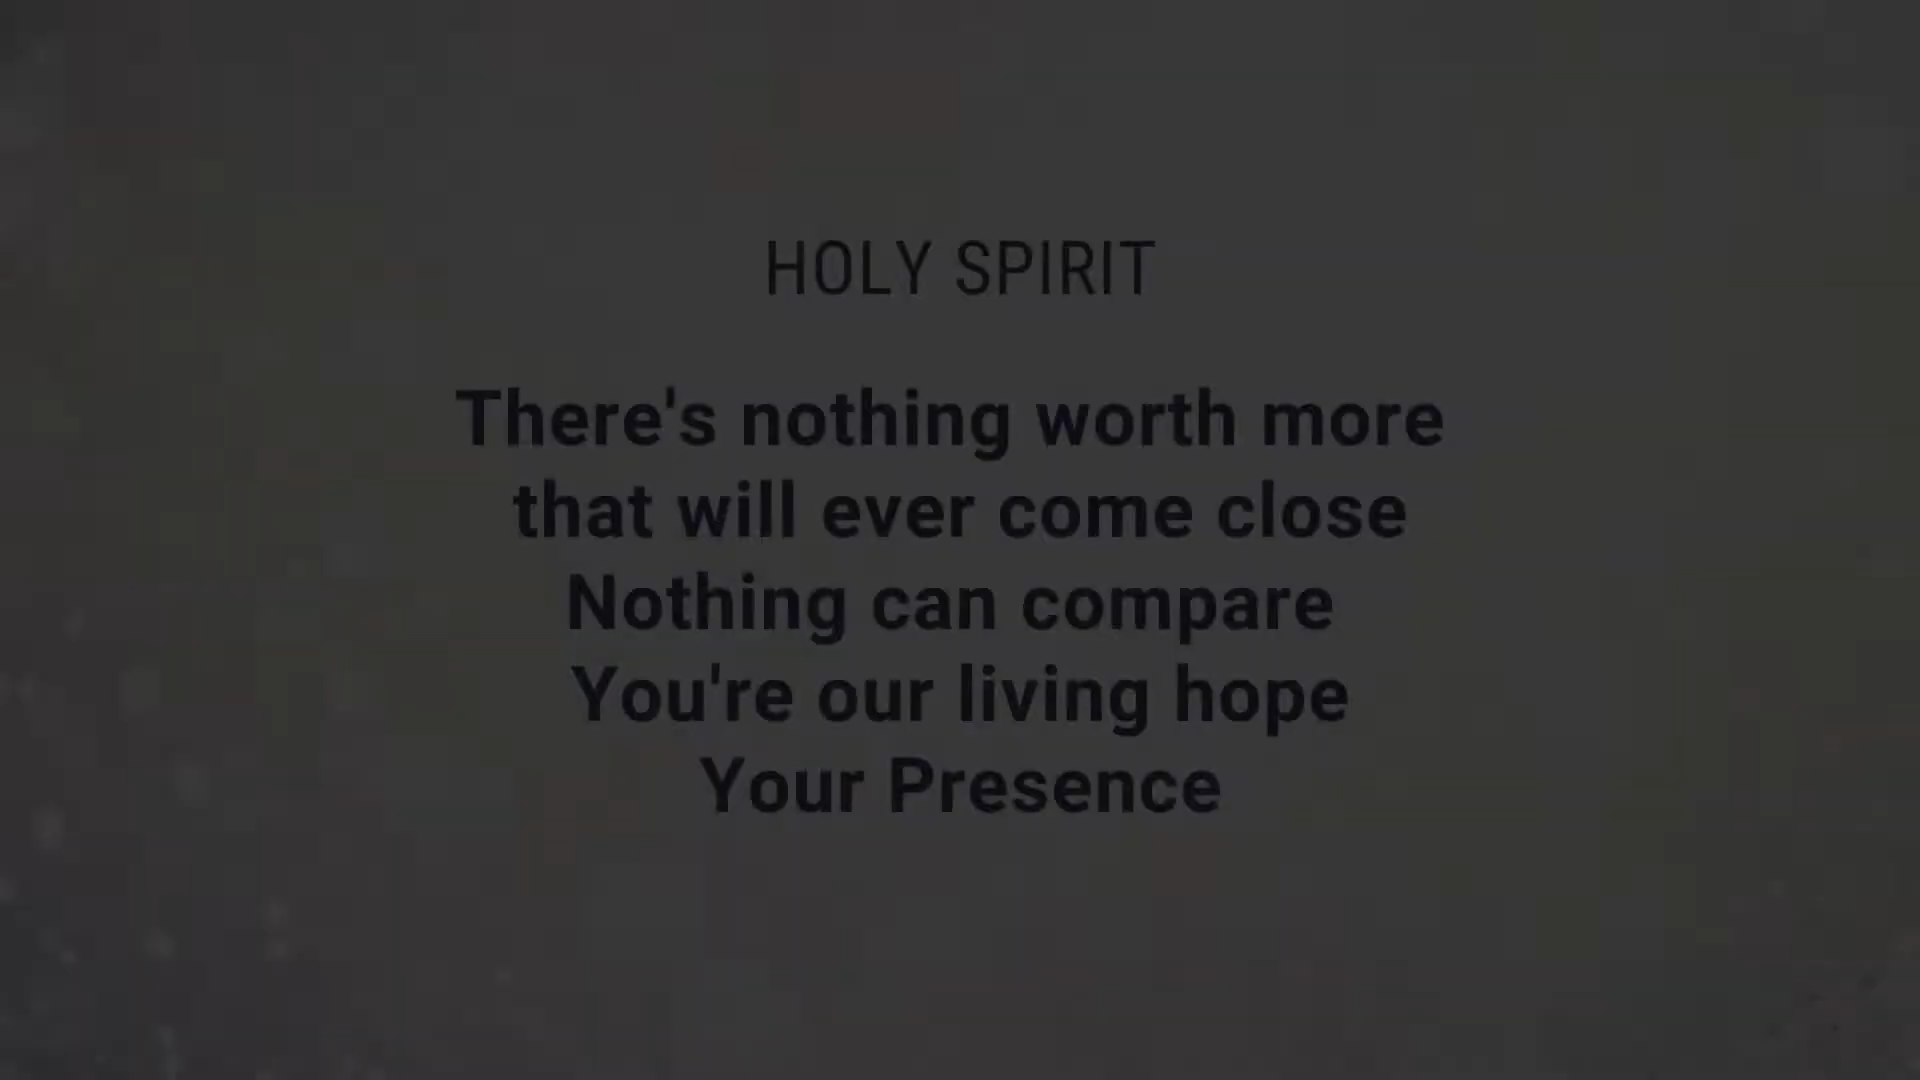 HOLY SPIRIT
There's nothing worth more
that will ever come close
Nothing can compare
You're our living hope
Your Presence